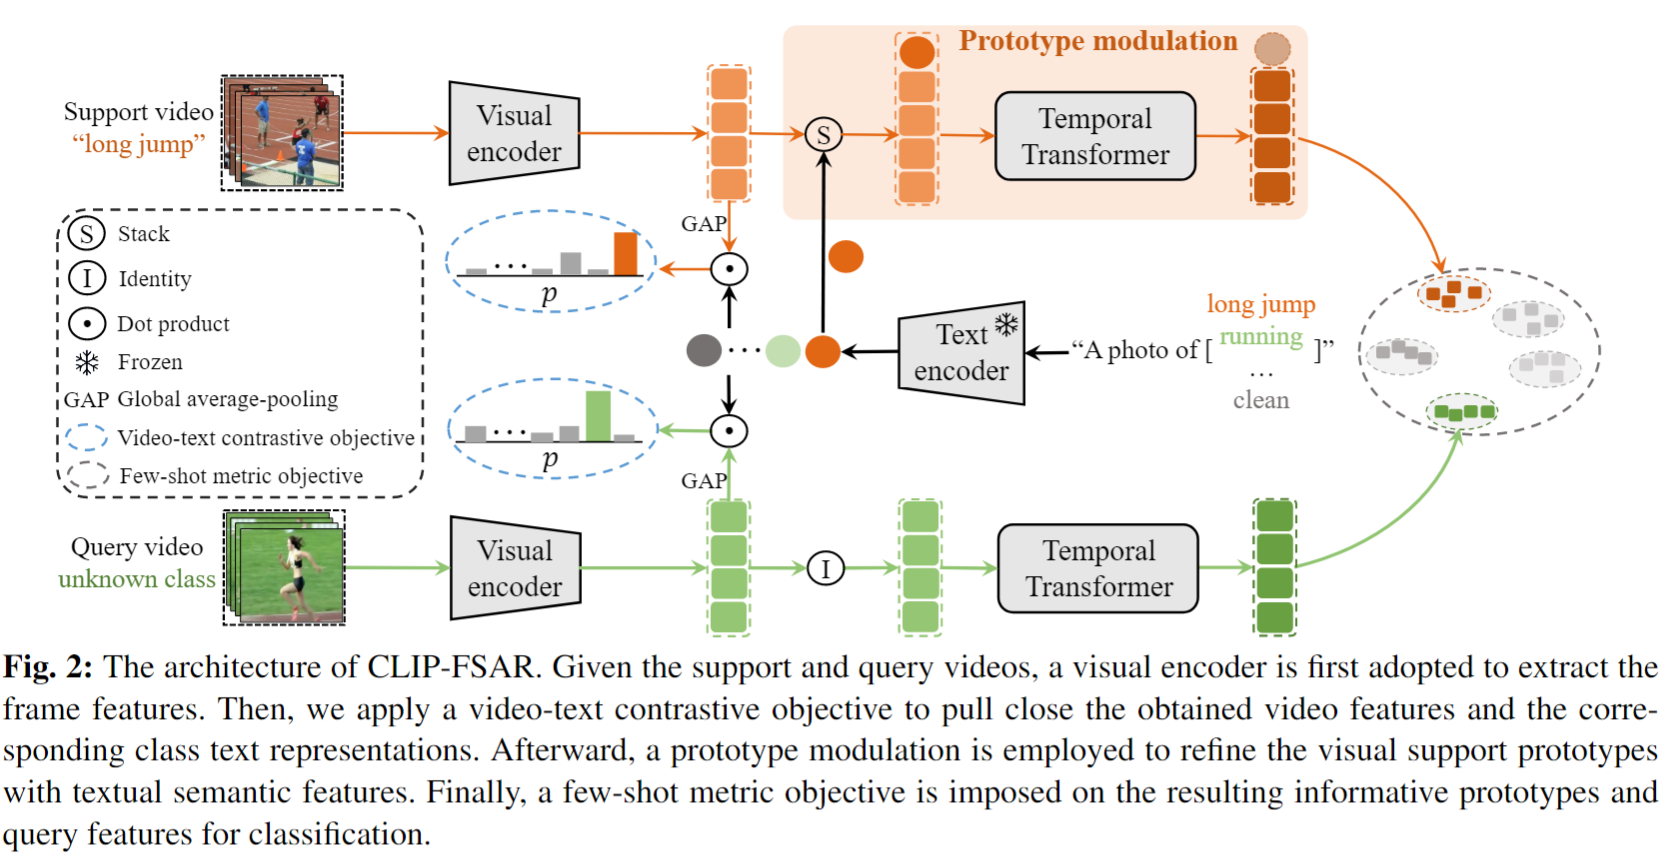 Prototype modulation
Support video
“long jump”
Visual
encoder
S
Temporal
Transformer
GAP
S Stack
I Identity
Dot product
Frozen
GAP Global average-pooling
Video-text contrastive objective
Few-shot metric objective
...
p
...
Text
encoder
“A photo of [
long jump
running
...
clean
]”
...
p
GAP
Query video
unknown class
Visual
encoder
I
Temporal
Transformer
Fig. 2: The architecture of CLIP-FSAR. Given the support and query videos, a visual encoder is first adopted to extract the
frame features. Then, we apply a video-text contrastive objective to pull close the obtained video features and the corre-
sponding class text representations. Afterward, a prototype modulation is employed to refine the visual support prototypes
with textual semantic features. Finally, a few-shot metric objective is imposed on the resulting informative prototypes and
query features for classification.